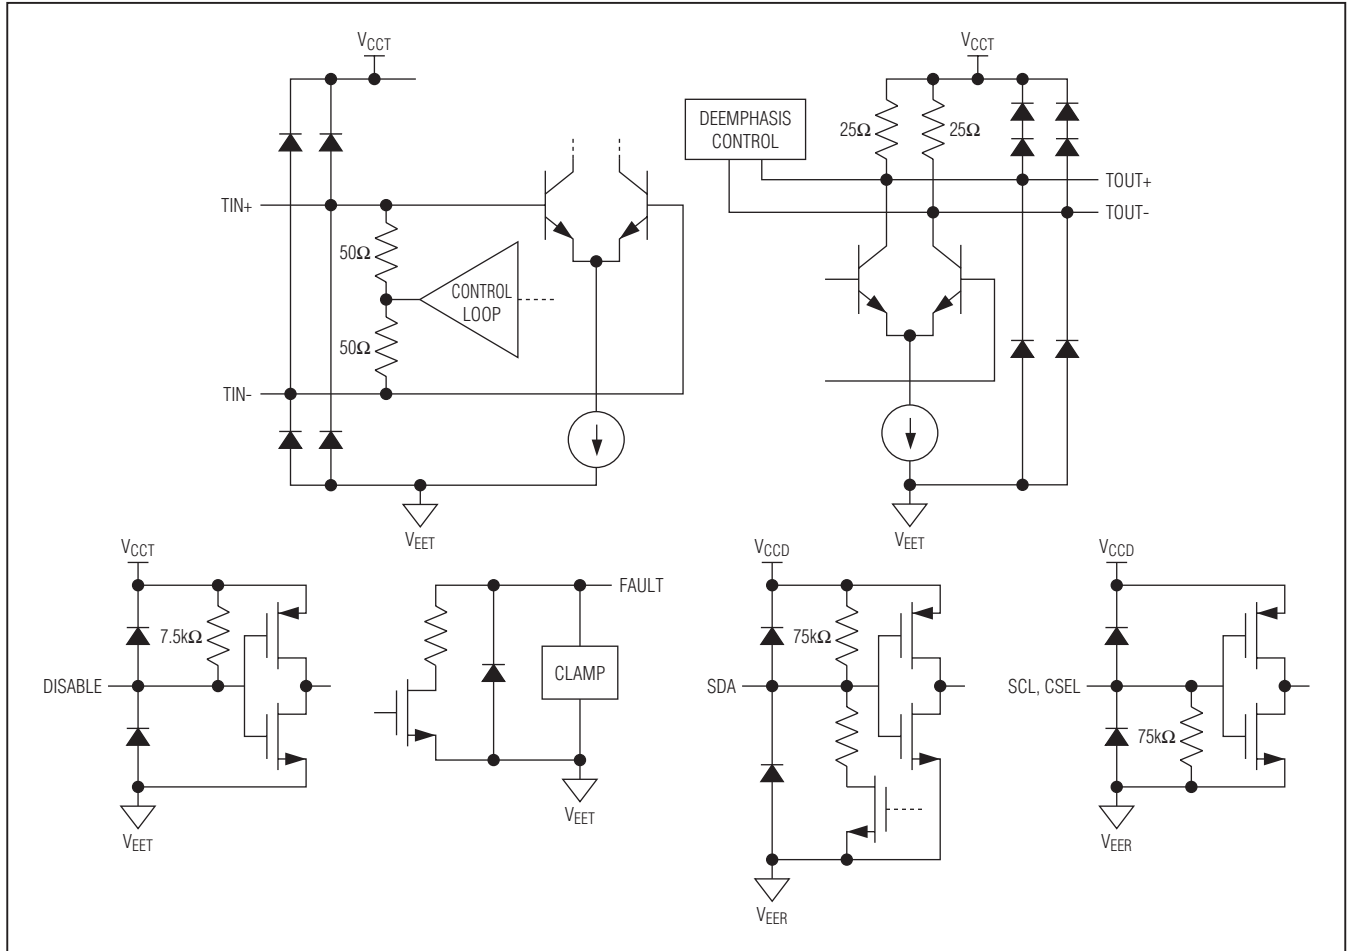 VCCT
TIN+
50Ω
CONTROL
LOOP
50Ω
TIN-
VEET
VCCT
DEEMPHASIS
CONTROL
25Ω
25Ω
TOUT+
TOUT-
VEET
VCCT
7.5kΩ
DISABLE
VEET
FAULT
CLAMP
VEET
VCCD
75kΩ
SDA
VEER
VCCD
SCL, CSEL
75kΩ
VEER